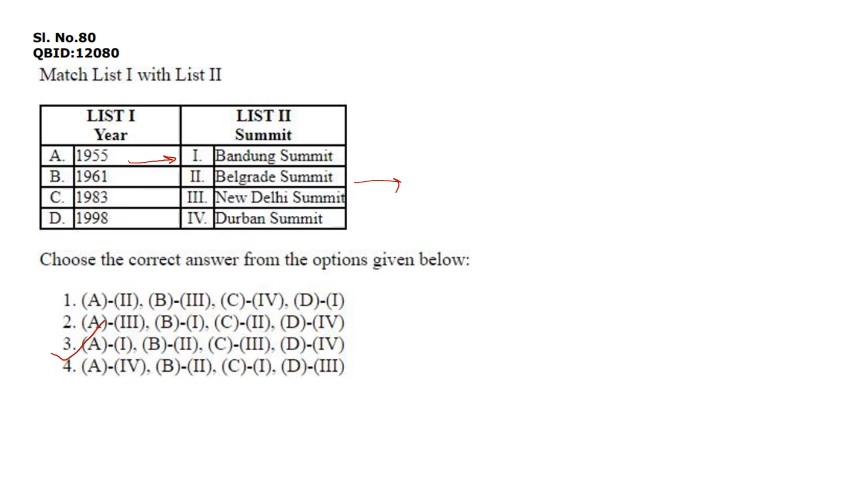 Sl. No.80
QBID:12080
Match List I with List II
LIST I LIST II
Year Summit
A. 1955 I. Bandung Summit
B. 1961 II. Belgrade Summit
C. 1983 III. New Delhi Summit
D. 1998 IV. Durban Summit
Choose the correct answer from the options given below:
1. (A)-(II), (B)-(III), (C)-(IV), (D)-(I)
2. (A)-(III), (B)-(I), (C)-(II), (D)-(IV)
3. (A)-(I), (B)-(II), (C)-(III), (D)-(IV)
4. (A)-(IV), (B)-(II), (C)-(I), (D)-(III)